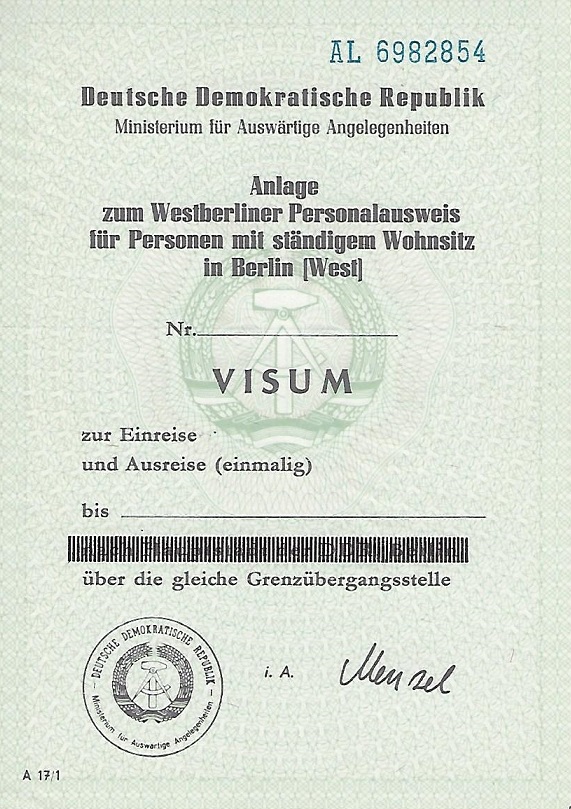 AL 6982854
Deutsche Demokratische Republik
Ministerium für Auswärtige Angelegenheiten
Anlage
zum Westberliner Personalausweis
für Personen mit ständigem Wohnsitz
in Berlin (West)
Nr.
VISUM
zur Einreise
und Ausreise (einmalig)
bis
über die gleiche Grenzübergangsstelle
DEUTSCHE DEMOKRATISCHE REPUBLIK
Ministerium für Auswärtige Angelegenheiten
i. A. Menzel
A 17/1